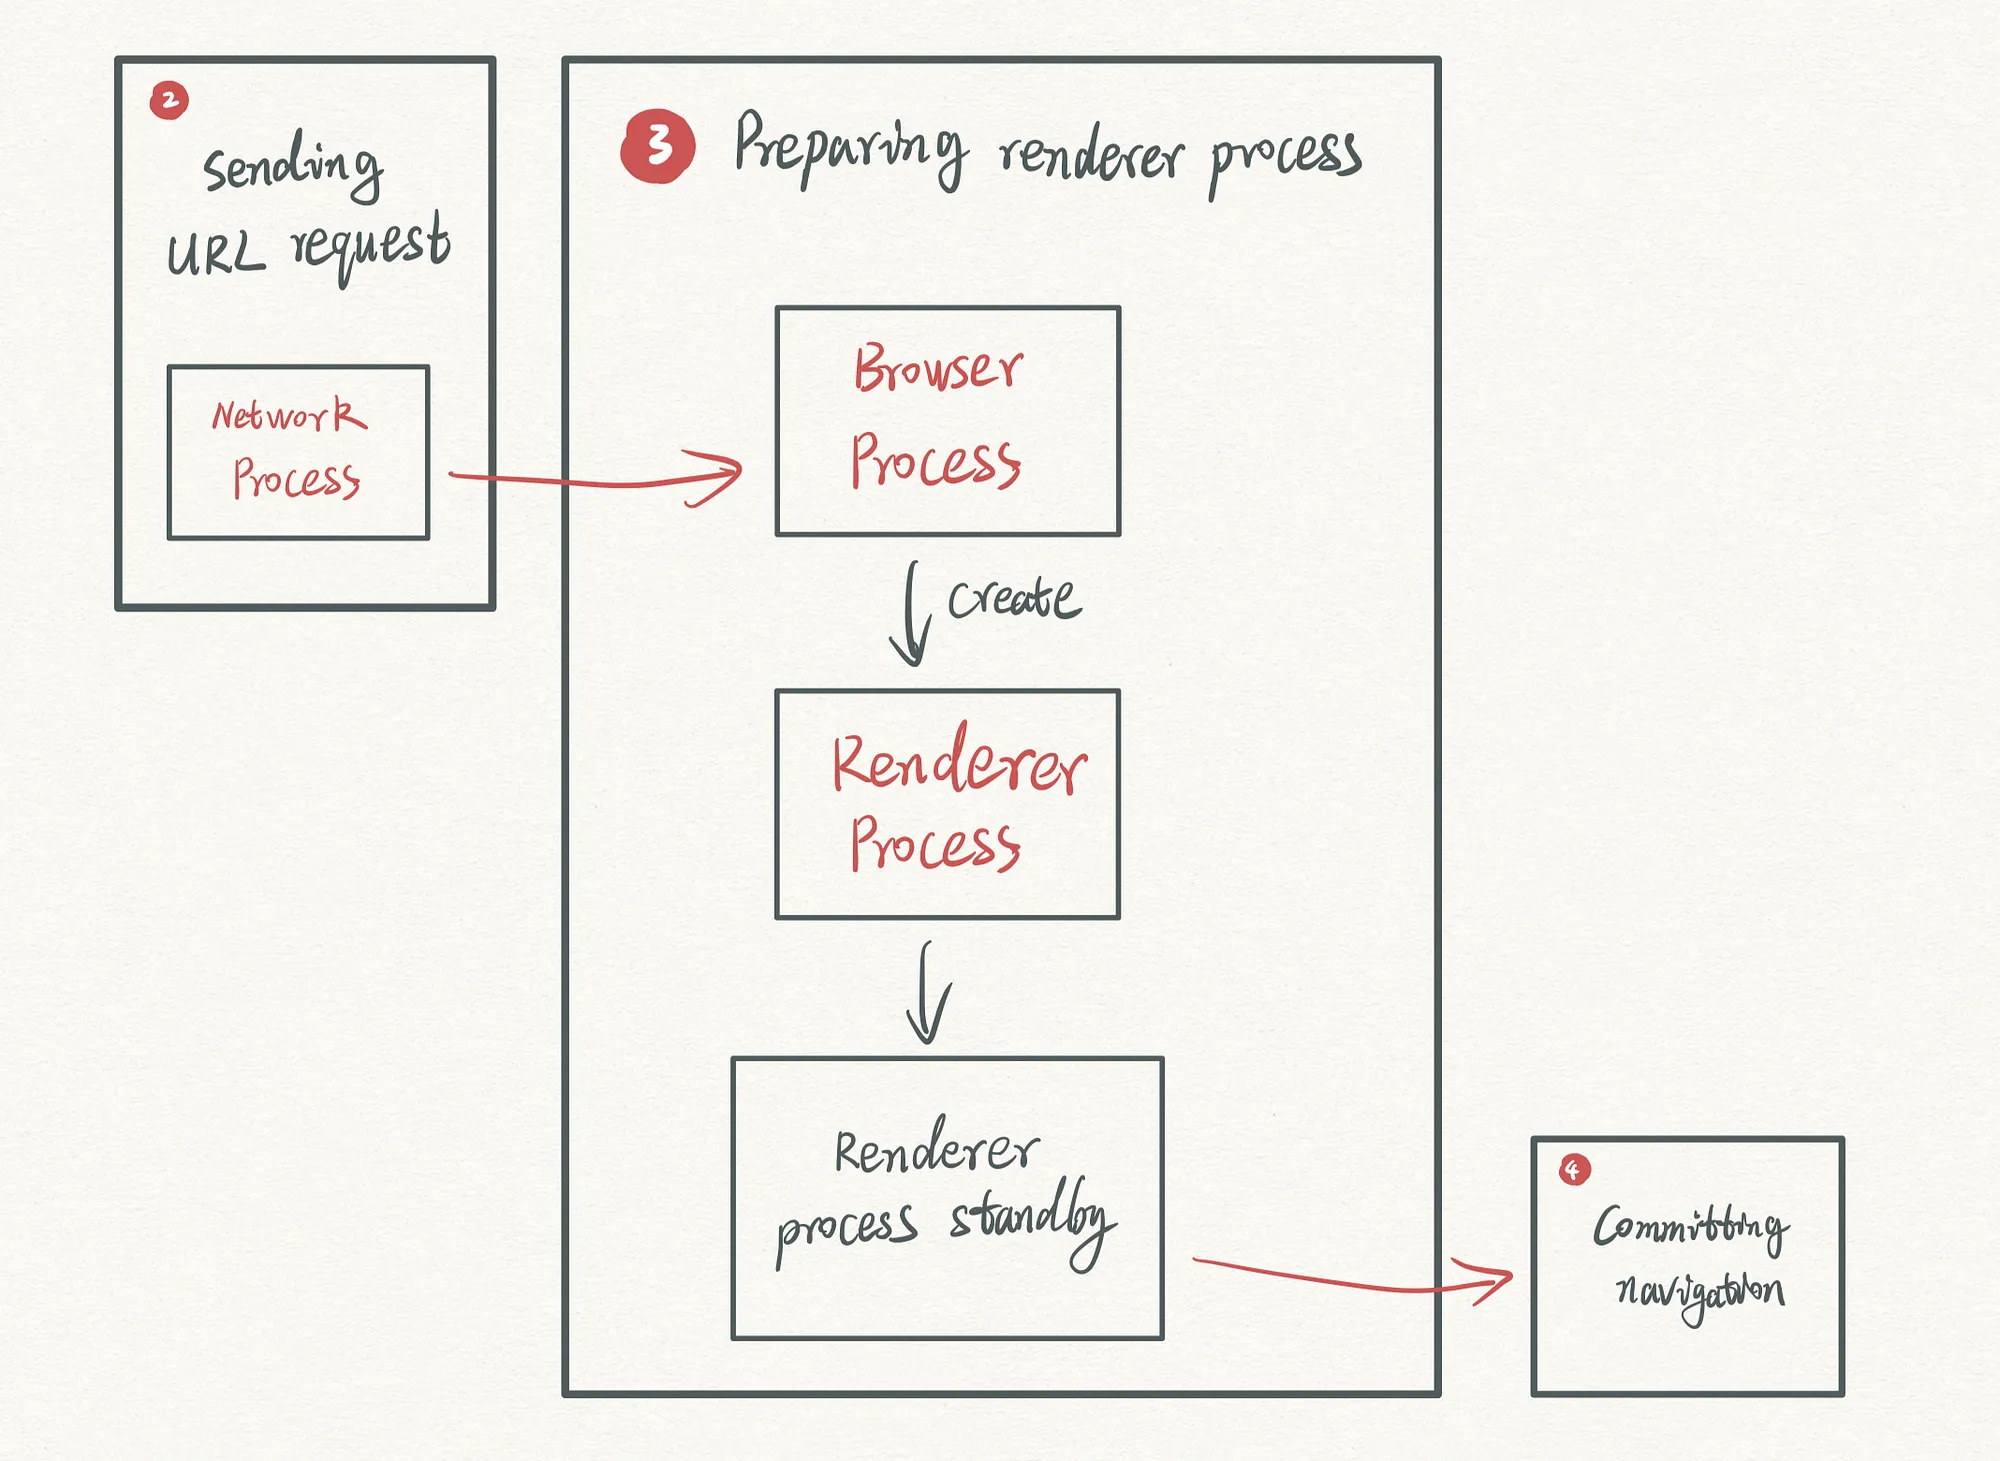 2
Sending
URL request
Network
Process
3 Preparing renderer process
Browser
Process
Create
Renderer
Process
Renderer
process standby
4
Committing
navigation